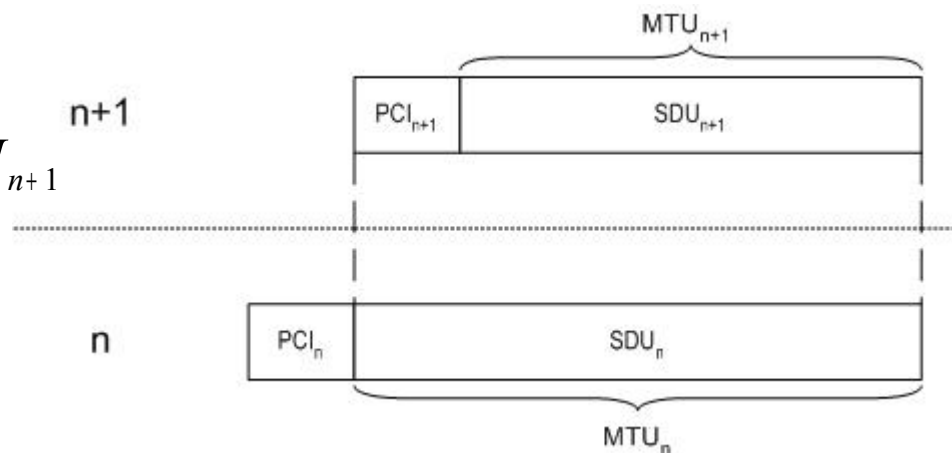 MTUₙ₊₁
n+1
PCIₙ₊₁
SDUₙ₊₁
n+ 1
n
PCIₙ
SDUₙ
MTUₙ